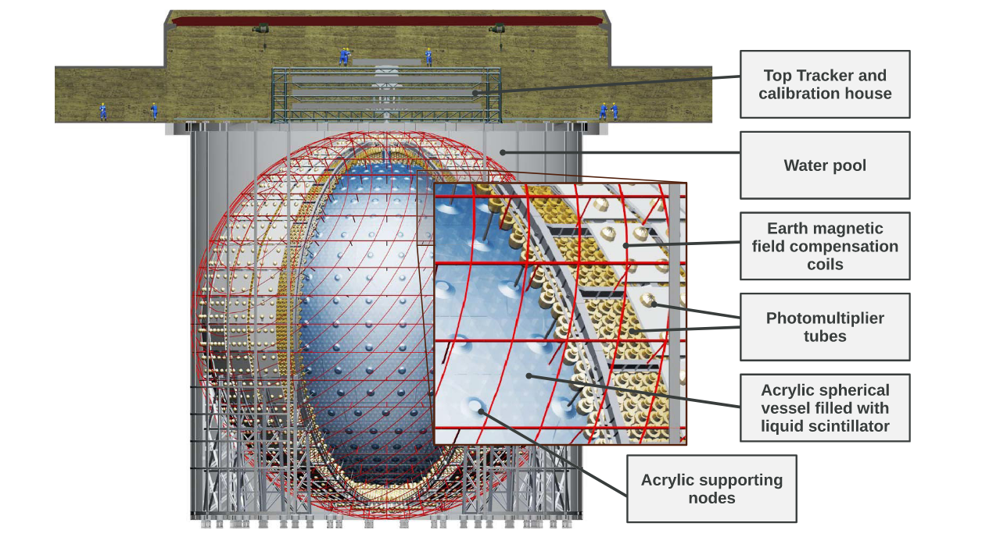 Top Tracker and
calibration house
Water pool
Earth magnetic
field compensation
coils
Photomultiplier
tubes
Acrylic spherical
vessel filled with
liquid scintillator
Acrylic supporting
nodes